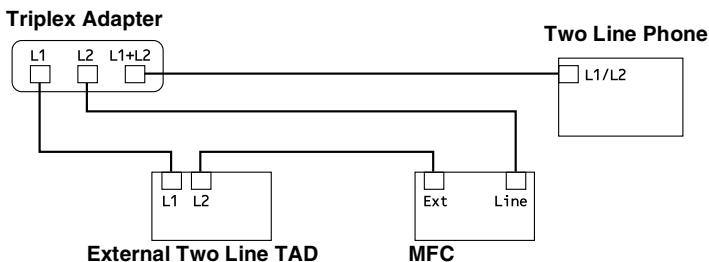 Triplex Adapter
Two Line Phone
L1 L2 L1+L2
L1/L2
L1 L2
Ext Line
External Two Line TAD
MFC